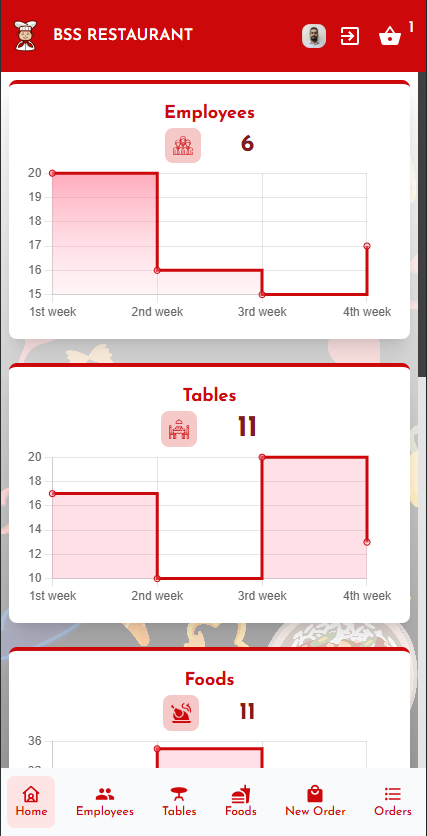 BSS RESTAURANT 1
Employees
6
20
19
18
17
16
15
1st week 2nd week 3rd week 4th week
Tables
11
20
18
16
14
12
10
1st week 2nd week 3rd week 4th week
Foods
11
36
Home Employees Tables Foods New Order Orders